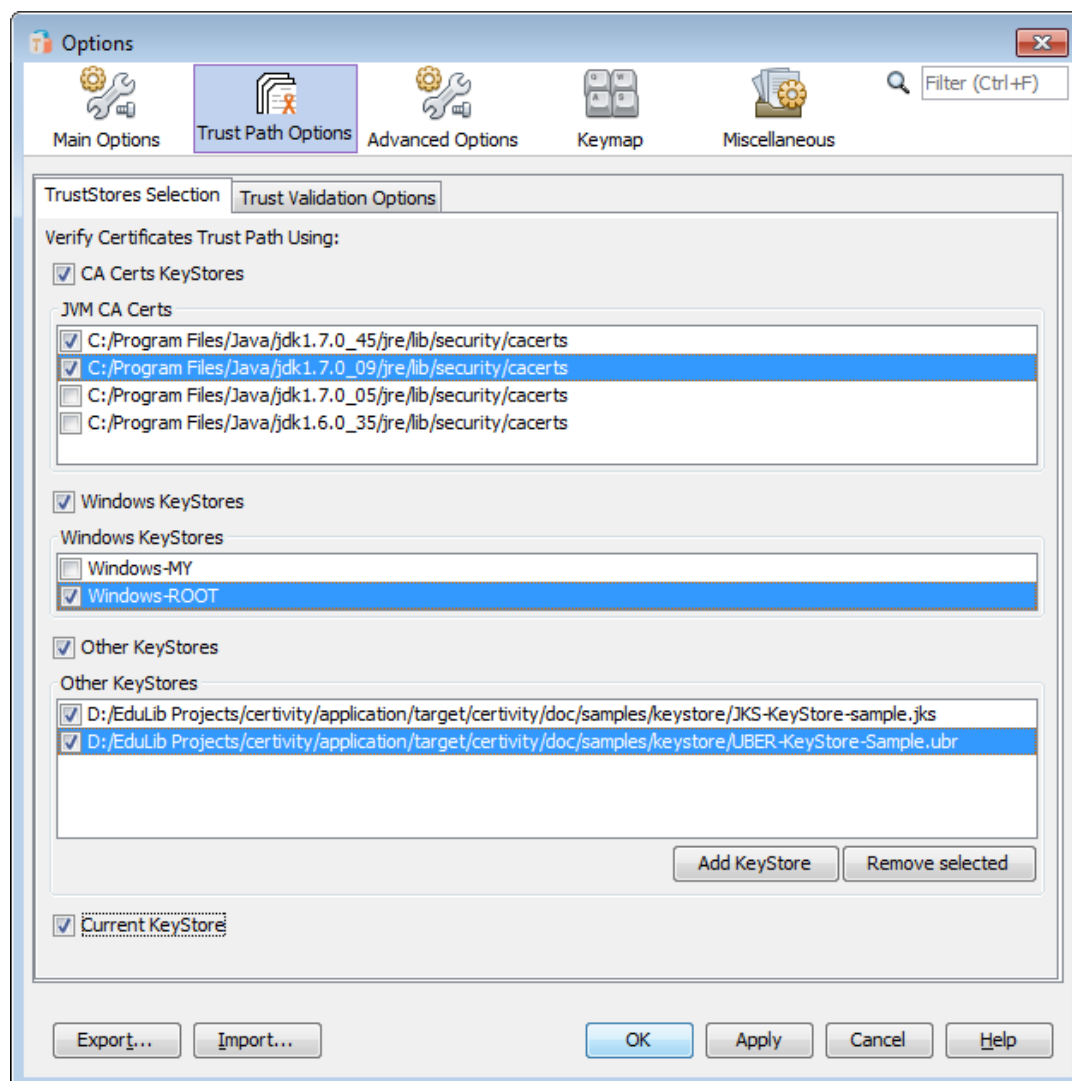 Options
Main Options
Trust Path Options
Advanced Options
Keymap
Miscellaneous
Filter (Ctrl+F)
TrustStores Selection
Trust Validation Options
Verify Certificates Trust Path Using:
CA Certs KeyStores
JVM CA Certs
C:/Program Files/Java/jdk1.7.0_45/jre/lib/security/cacerts
C:/Program Files/Java/jdk1.7.0_09/jre/lib/security/cacerts
C:/Program Files/Java/jdk1.7.0_05/jre/lib/security/cacerts
C:/Program Files/Java/jdk1.6.0_35/jre/lib/security/cacerts
Windows KeyStores
Windows KeyStores
Windows-MY
Windows-ROOT
Other KeyStores
Other KeyStores
D:/EduLib Projects/certivity/application/target/certivity/doc/samples/keystore/JKS-KeyStore-sample.jks
D:/EduLib Projects/certivity/application/target/certivity/doc/samples/keystore/UBER-KeyStore-Sample.ubr
Add KeyStore
Remove selected
Current KeyStore
Export...
Import...
OK
Apply
Cancel
Help